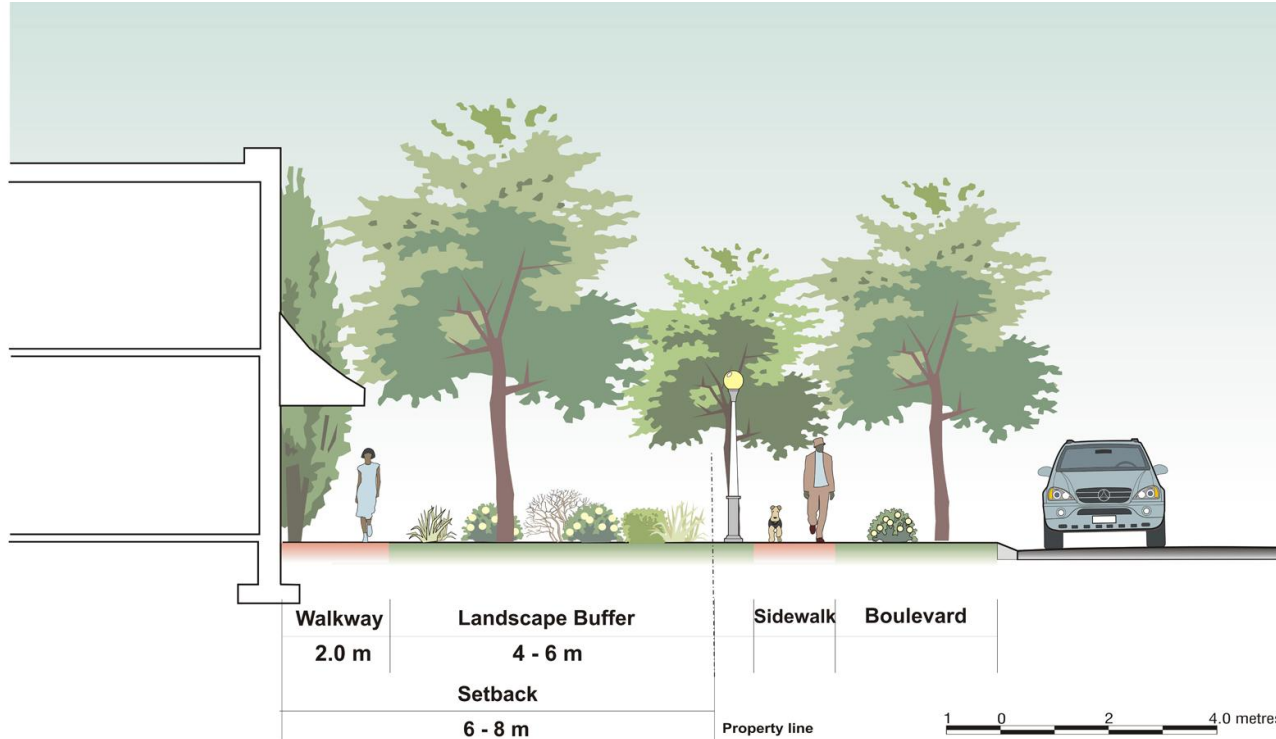 Walkway
Landscape Buffer
Sidewalk
Boulevard
2.0 m
4 - 6 m
Setback
6 - 8 m
Property line
1 0 2 4.0 metres